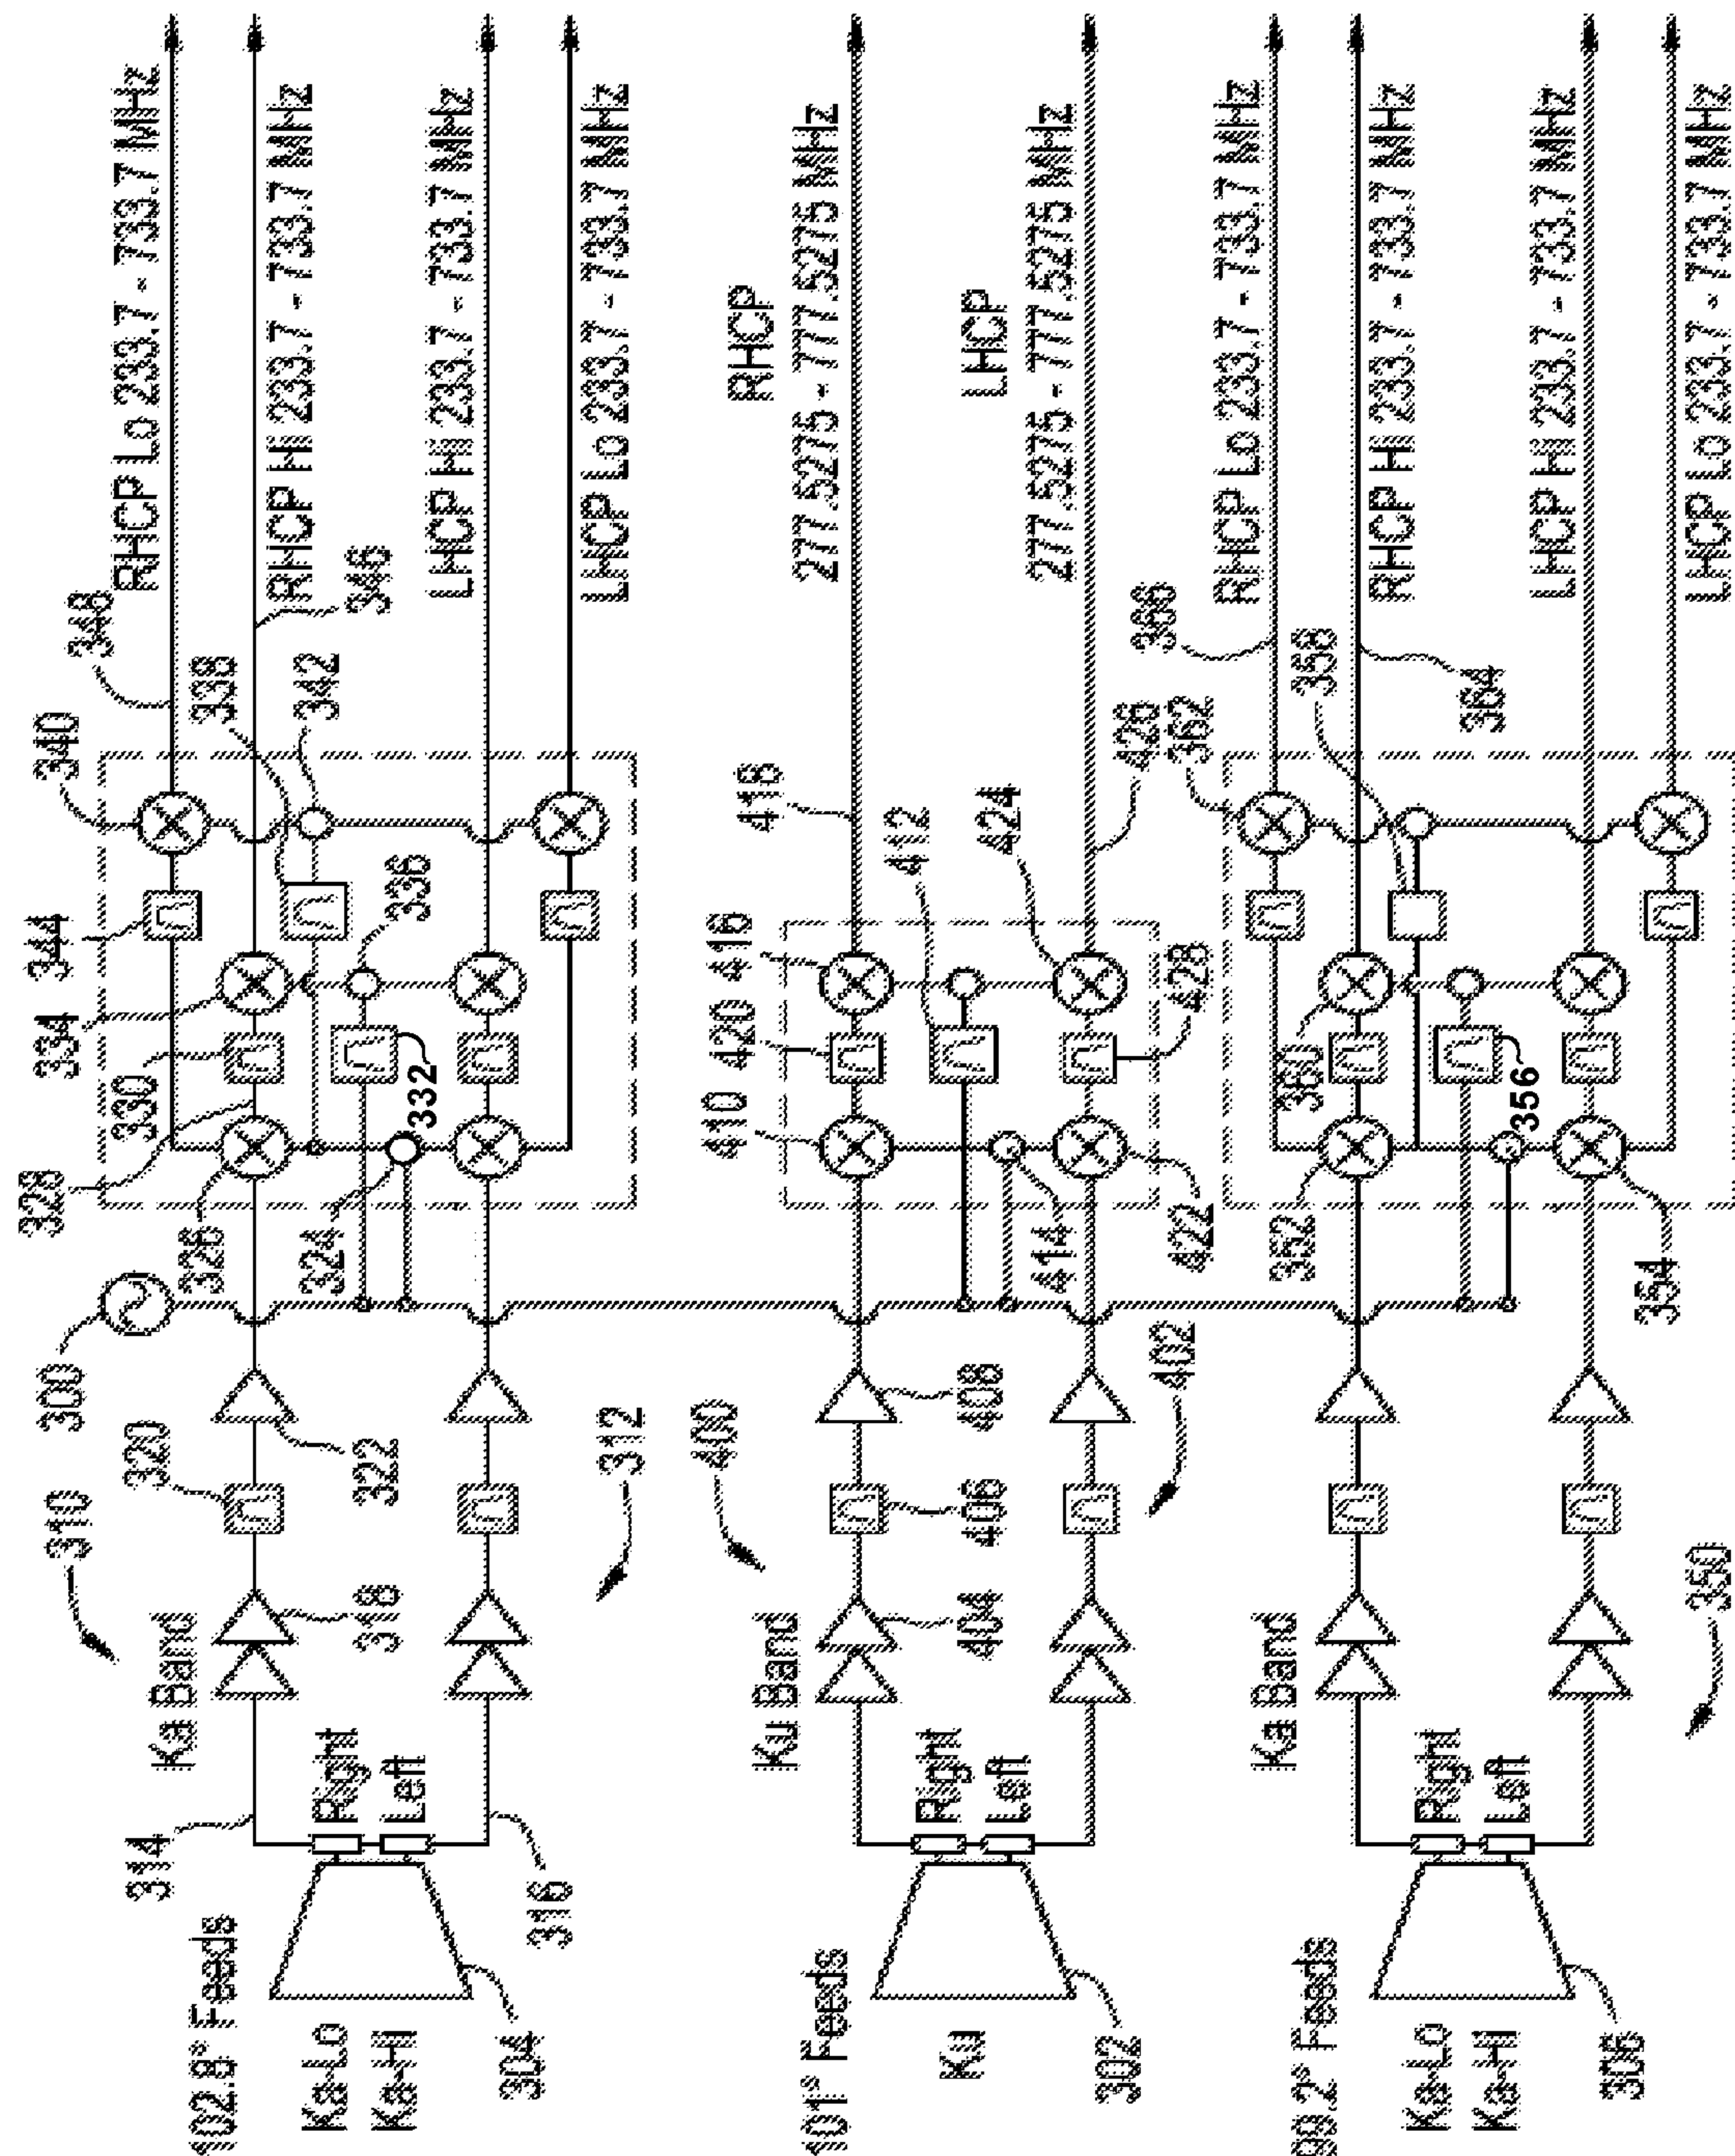 102.8° Feeds
Ka-Lo
Ka-Hi
304
314
316
Right
Left
Ka Band
310
318
320
322
312
300
326
328
324
330
332
334
336
344
338
340
342
348
346
RHCP Lo 233.7 - 733.7 MHz
RHCP Hi 233.7 - 733.7 MHz
LHCP Hi 233.7 - 733.7 MHz
LHCP Lo 233.7 - 733.7 MHz
101° Feeds
Ku
302
Right
Left
Ku Band
400
404
406
408
402
410
414
422
420
412
428
416
424
418
426
RHCP
277.5275 - 777.5275 MHz
LHCP
277.5275 - 777.5275 MHz
99.2° Feeds
Ka-Lo
Ka-Hi
306
Right
Left
Ka Band
350
352
354
356
360
358
362
364
366
RHCP Lo 233.7 - 733.7 MHz
RHCP Hi 233.7 - 733.7 MHz
LHCP Hi 233.7 - 733.7 MHz
LHCP Lo 233.7 - 733.7 MHz